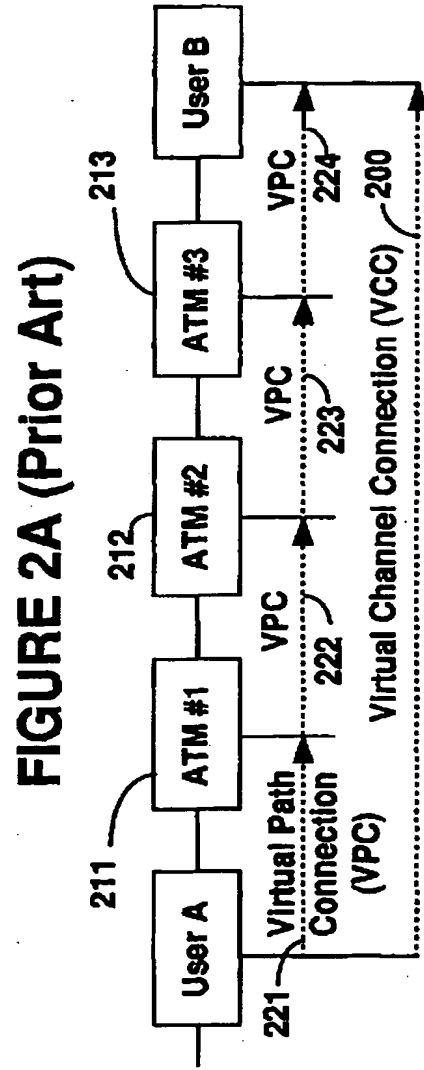 FIGURE 2A (Prior Art)
211
212
213
User A
ATM #1
ATM #2
ATM #3
User B
Virtual Path
Connection
(VPC)
VPC
VPC
VPC
221
222
223
224
Virtual Channel Connection (VCC)
200